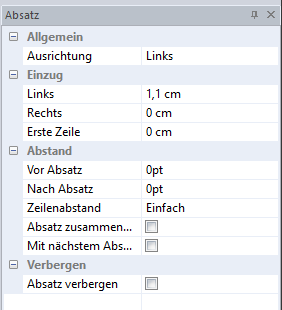 Absatz
Allgemein
Ausrichtung Links
Einzug
Links 1,1 cm
Rechts 0 cm
Erste Zeile 0 cm
Abstand
Vor Absatz 0pt
Nach Absatz 0pt
Zeilenabstand Einfach
Absatz zusammen...
Mit nächstem Abs...
Verbergen
Absatz verbergen